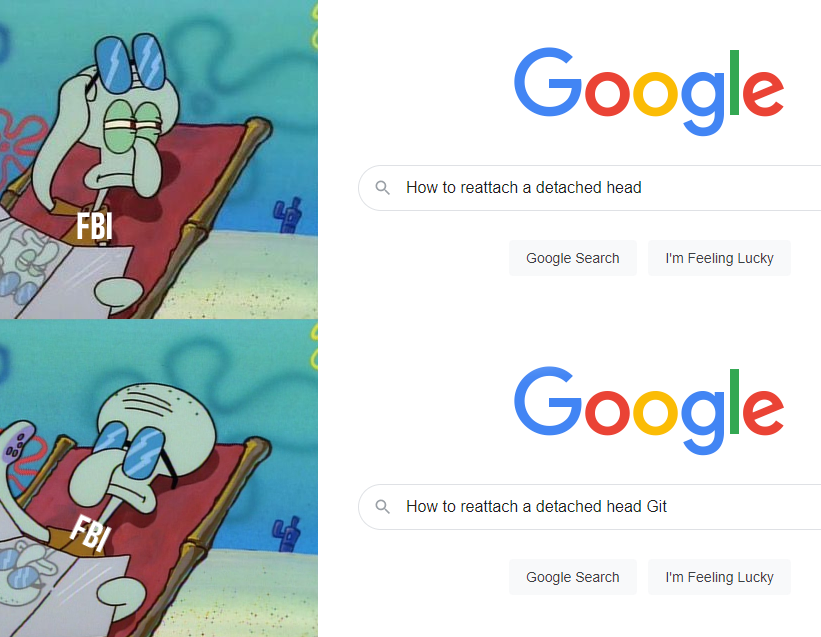 Google
How to reattach a detached head
FBI
Google Search I'm Feeling Lucky
Google
How to reattach a detached head Git
FBI
Google Search I'm Feeling Lucky